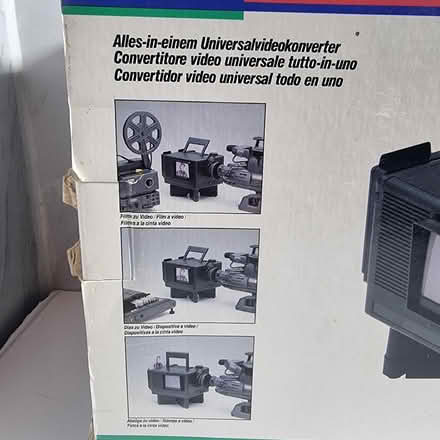 Alles-in-einem Universalvideokonverter
Convertitore video universale tutto-in-uno
Convertidor video universal todo en uno
Films zu Video / Film a video /
Filmes a la cinta video
Dias zu Video / Diapositive a video /
Diapositivos a la cinta video
Abzüge zu video / Stampe a video /
Fotos a la cinta video